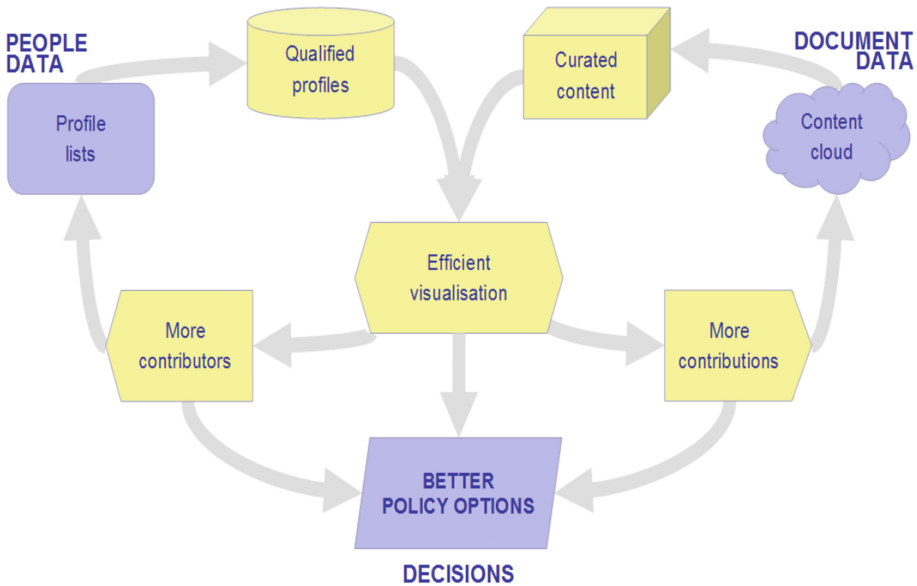 PEOPLE
DATA
Qualified
profiles
Curated
content
DOCUMENT
DATA
Profile
lists
Content
cloud
Efficient
visualisation
More
contributors
More
contributions
BETTER
POLICY OPTIONS
DECISIONS